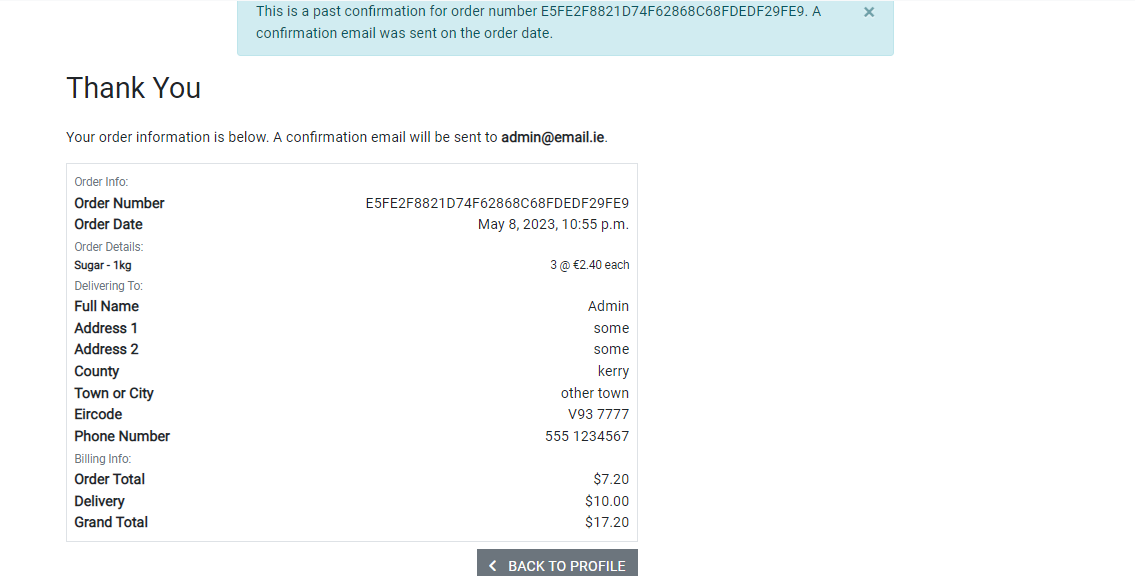 This is a past confirmation for order number E5FE2F8821D74F62868C68FDEDF29FE9. A ×
confirmation email was sent on the order date.
Thank You
Your order information is below. A confirmation email will be sent to admin@email.ie.
Order Info:
Order Number E5FE2F8821D74F62868C68FDEDF29FE9
Order Date May 8, 2023, 10:55 p.m.
Order Details:
Sugar - 1kg 3 @ €2.40 each
Delivering To:
Full Name Admin
Address 1 some
Address 2 some
County kerry
Town or City other town
Eircode V93 7777
Phone Number 555 1234567
Billing Info:
Order Total $7.20
Delivery $10.00
Grand Total $17.20
BACK TO PROFILE